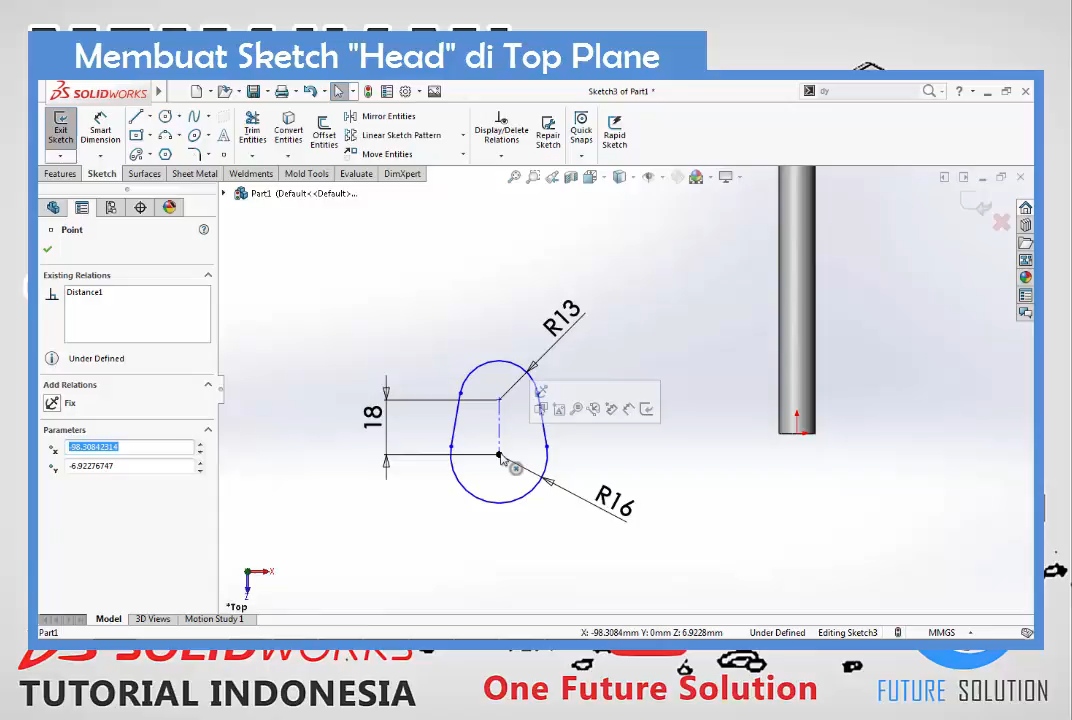 Membuat Sketch "Head" di Top Plane
SOLIDWORKS
Sketch3 of Part1 *
dy
Exit Sketch
Smart Dimension
Trim Entities
Convert Entities
Offset Entities
Mirror Entities
Linear Sketch Pattern
Move Entities
Display/Delete Relations
Repair Sketch
Quick Snaps
Rapid Sketch
Features
Sketch
Surfaces
Sheet Metal
Weldments
Mold Tools
Evaluate
DimXpert
Part1 (Default<<Default>...
Point
Existing Relations
Distance1
Under Defined
Add Relations
Fix
Parameters
-98.30842314
-6.92276747
R13
18
R16
X
Z
*Top
Model
3D Views
Motion Study 1
Part1
X: -98.3084mm Y: 0mm Z: 6.9228mm
Under Defined
Editing Sketch3
MMGS
SOLIDWORKS
TUTORIAL INDONESIA
One Future Solution
FUTURE SOLUTION